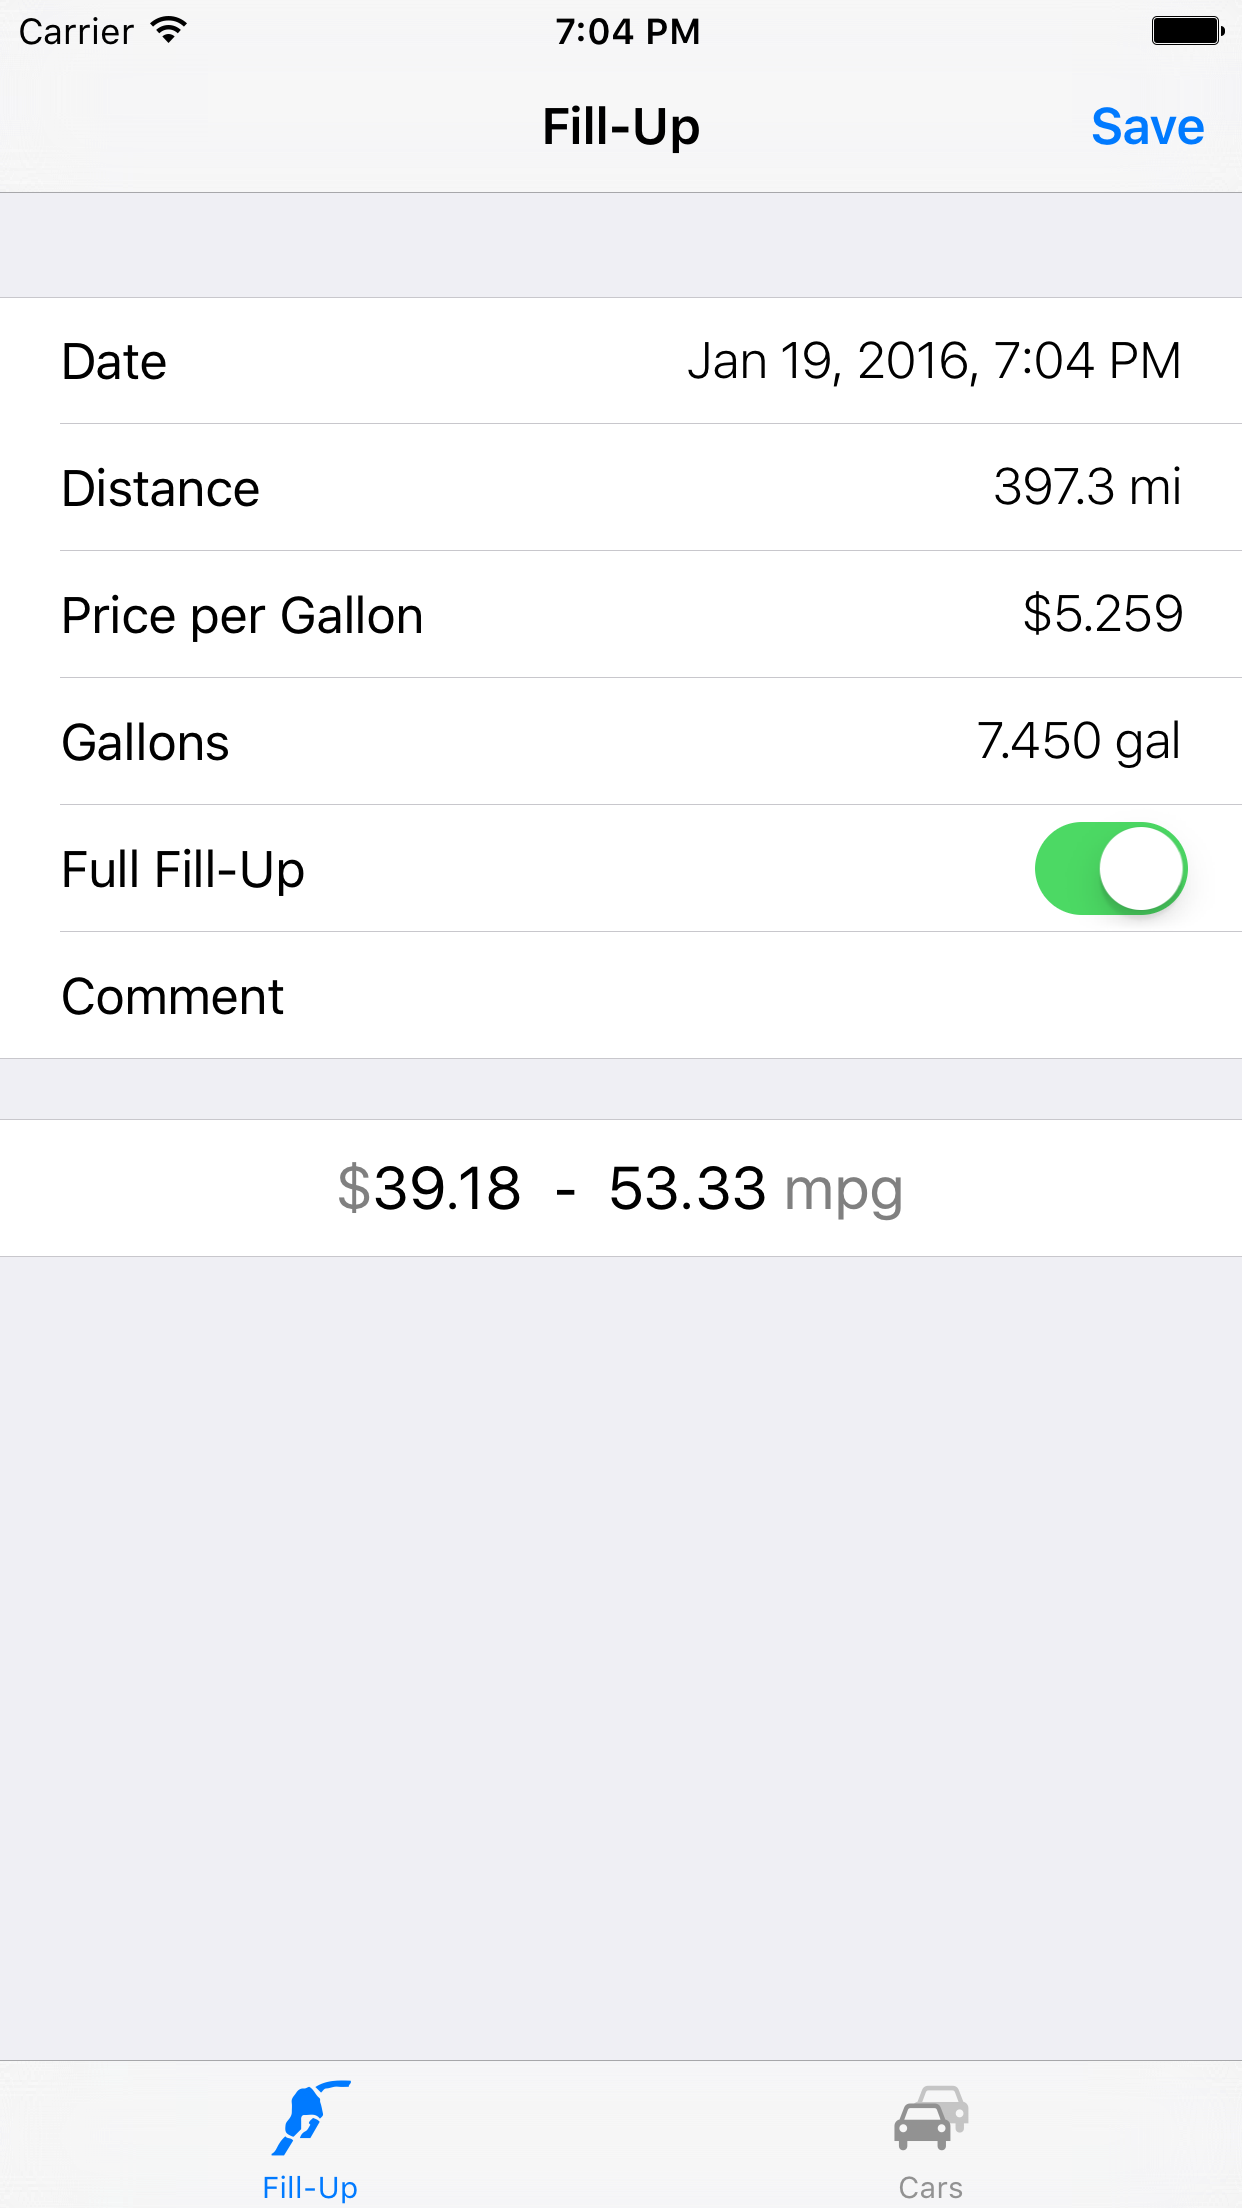 Carrier 7:04 PM
Fill-Up Save
Date Jan 19, 2016, 7:04 PM
Distance 397.3 mi
Price per Gallon $5.259
Gallons 7.450 gal
Full Fill-Up
Comment
$39.18 - 53.33 mpg
Fill-Up Cars